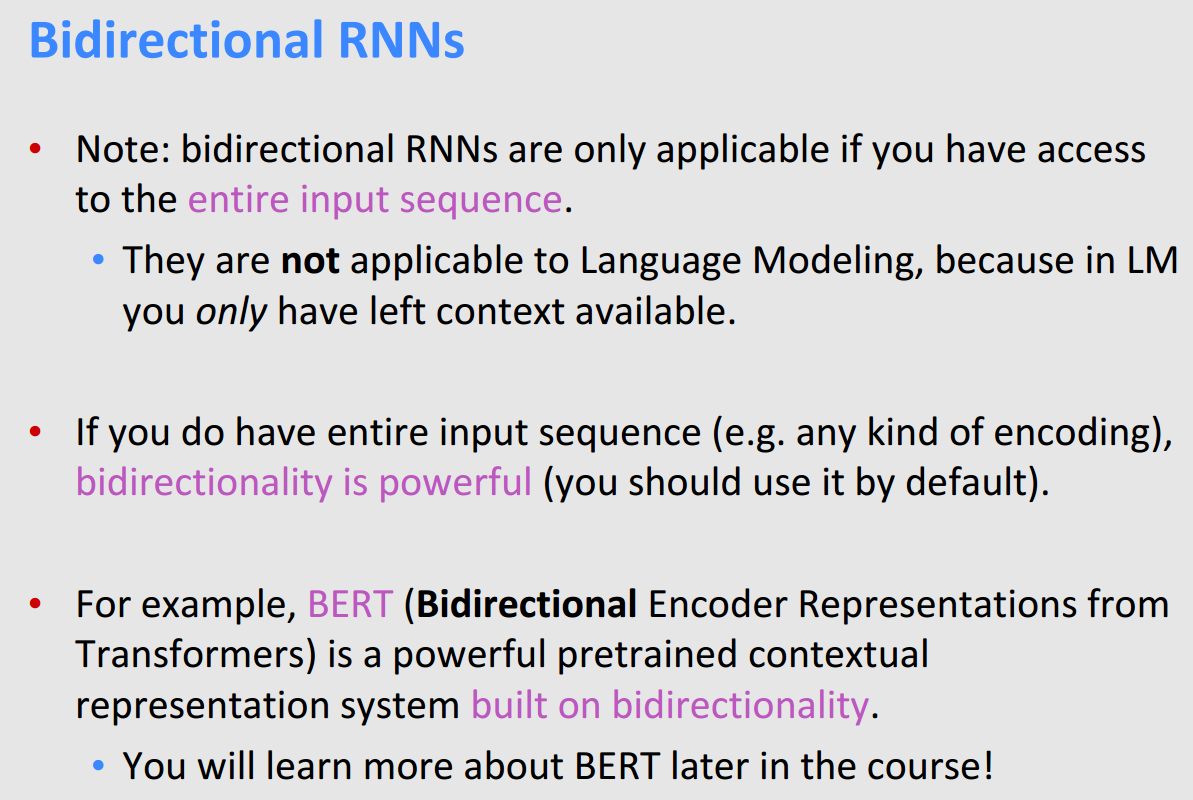 Bidirectional RNNs
• Note: bidirectional RNNs are only applicable if you have access
to the entire input sequence.
• They are not applicable to Language Modeling, because in LM
you only have left context available.
• If you do have entire input sequence (e.g. any kind of encoding),
bidirectionality is powerful (you should use it by default).
• For example, BERT (Bidirectional Encoder Representations from
Transformers) is a powerful pretrained contextual
representation system built on bidirectionality.
• You will learn more about BERT later in the course!